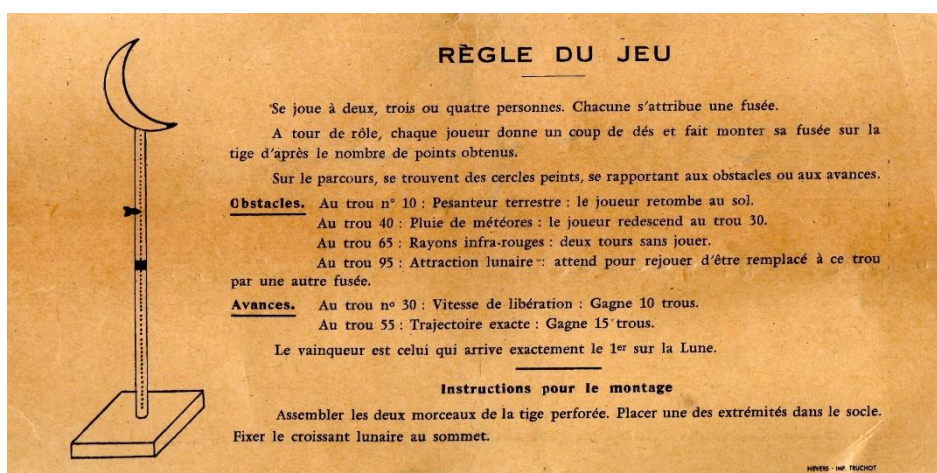 RÈGLE DU JEU
Se joue à deux, trois ou quatre personnes. Chacune s'attribue une fusée.
A tour de rôle, chaque joueur donne un coup de dés et fait monter sa fusée sur la
tige d'après le nombre de points obtenus.
Sur le parcours, se trouvent des cercles peints, se rapportant aux obstacles ou aux avances.
Obstacles. Au trou n° 10 : Pesanteur terrestre : le joueur retombe au sol.
Au trou 40 : Pluie de météores : le joueur redescend au trou 30.
Au trou 65 : Rayons infra-rouges : deux tours sans jouer.
Au trou 95 : Attraction lunaire : attend pour rejouer d'être remplacé à ce trou
par une autre fusée.
Avances. Au trou n° 30 : Vitesse de libération : Gagne 10 trous.
Au trou 55 : Trajectoire exacte : Gagne 15 trous.
Le vainqueur est celui qui arrive exactement le 1er sur la Lune.
Instructions pour le montage
Assembler les deux morceaux de la tige perforée. Placer une des extrémités dans le socle.
Fixer le croissant lunaire au sommet.
NEVERS - IMP. TRUCHOT